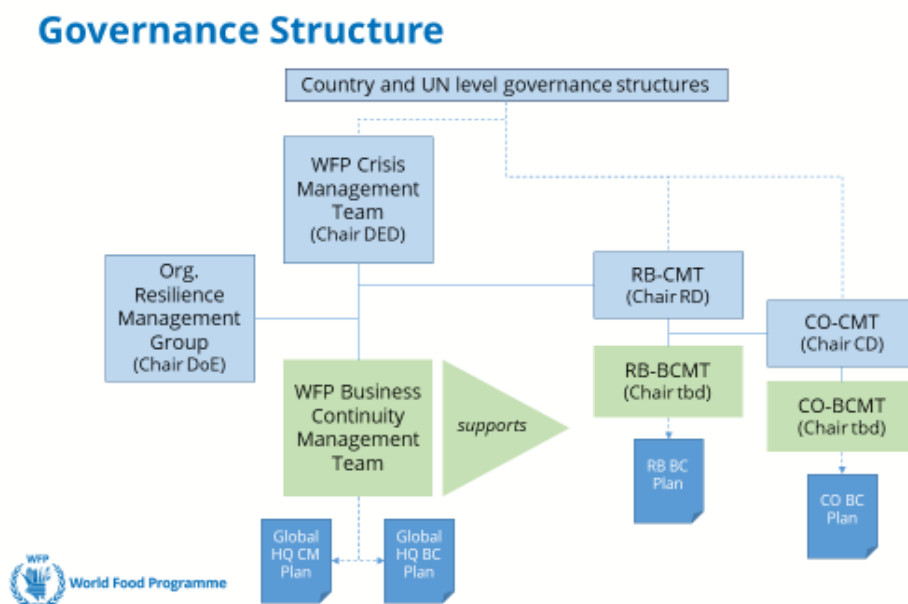 Governance Structure
Country and UN level governance structures
WFP Crisis
Management
Team
(Chair DED)
Org.
Resilience
Management
Group
(Chair DoE)
RB-CMT
(Chair RD)
CO-CMT
(Chair CD)
WFP Business
Continuity
Management
Team
supports
RB-BCMT
(Chair tbd)
CO-BCMT
(Chair tbd)
RB BC
Plan
CO BC
Plan
Global
HQ CM
Plan
Global
HQ BC
Plan
WFP
World Food Programme